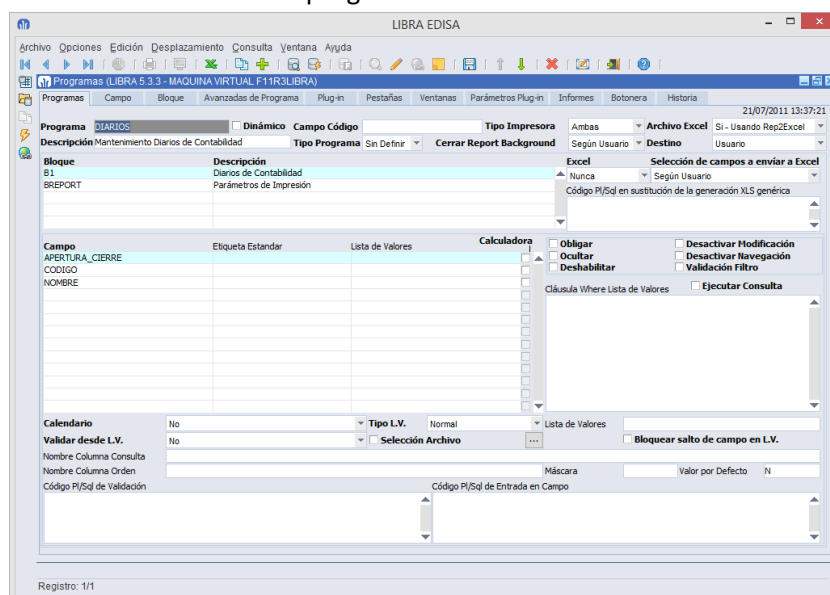 LIBRA EDISA
Archivo Opciones Edición Desplazamiento Consulta Ventana Ayuda
Programas (LIBRA 5.3.3 - MAQUINA VIRTUAL F11R3LIBRA)
Programas Campo Bloque Avanzadas de Programa Plug-in Pestañas Ventanas Parámetros Plug-in Informes Botonera Historia
21/07/2011 13:37:21
Programa DIARIOS Dinámico Campo Código Tipo Impresora Ambas Archivo Excel Si - Usando Rep2Excel
Descripción Mantenimiento Diarios de Contabilidad Tipo Programa Sin Definir Cerrar Report Background Según Usuario Destino Usuario
Bloque Descripción Excel Selección de campos a envíar a Excel
B1 Diarios de Contabilidad Nunca Según Usuario
BREPORT Parámetros de Impresión Código Pl/Sql en sustitución de la generación XLS genérica
Campo Etiqueta Estandar Lista de Valores Calculadora
APERTURA_CIERRE
CODIGO
NOMBRE
Obligar Desactivar Modificación
Ocultar Desactivar Navegación
Deshabilitar Validación Filtro
Cláusula Where Lista de Valores Ejecutar Consulta
Calendario No Tipo L.V. Normal Lista de Valores
Validar desde L.V. No Selección Archivo ... Bloquear salto de campo en L.V.
Nombre Columna Consulta
Nombre Columna Orden Máscara Valor por Defecto N
Código Pl/Sql de Validación Código Pl/Sql de Entrada en Campo
Registro: 1/1